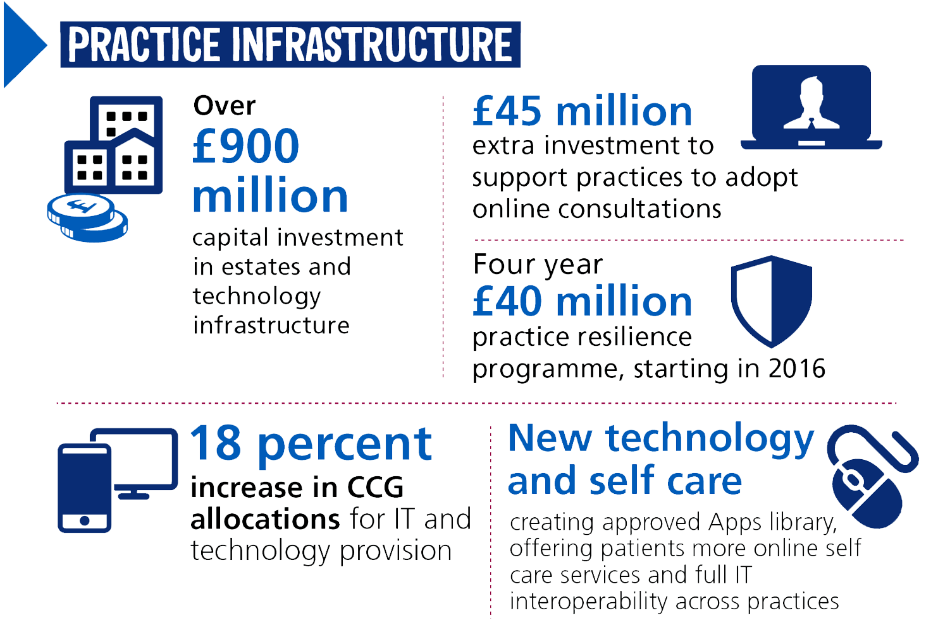 PRACTICE INFRASTRUCTURE
Over
£900
million
capital investment
in estates and
technology
infrastructure
£45 million
extra investment to
support practices to adopt
online consultations
Four year
£40 million
practice resilience
programme, starting in 2016
18 percent
increase in CCG
allocations for IT and
technology provision
New technology
and self care
creating approved Apps library,
offering patients more online self
care services and full IT
interoperability across practices
£